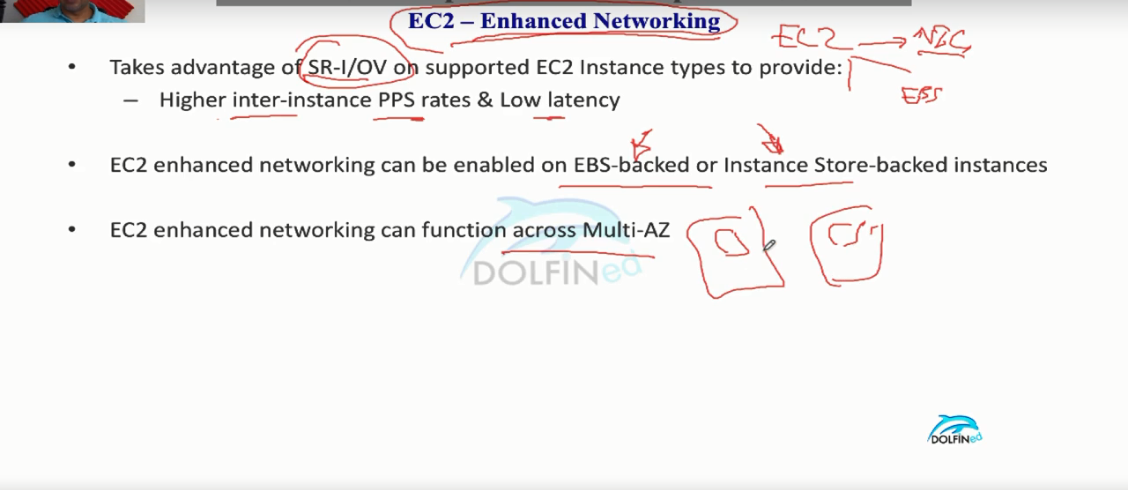 EC2 – Enhanced Networking
EC2 → NIC
• Takes advantage of SR-I/OV on supported EC2 Instance types to provide:
EBS
– Higher inter-instance PPS rates & Low latency
• EC2 enhanced networking can be enabled on EBS-backed or Instance Store-backed instances
• EC2 enhanced networking can function across Multi-AZ
DOLFINed
DOLFINed